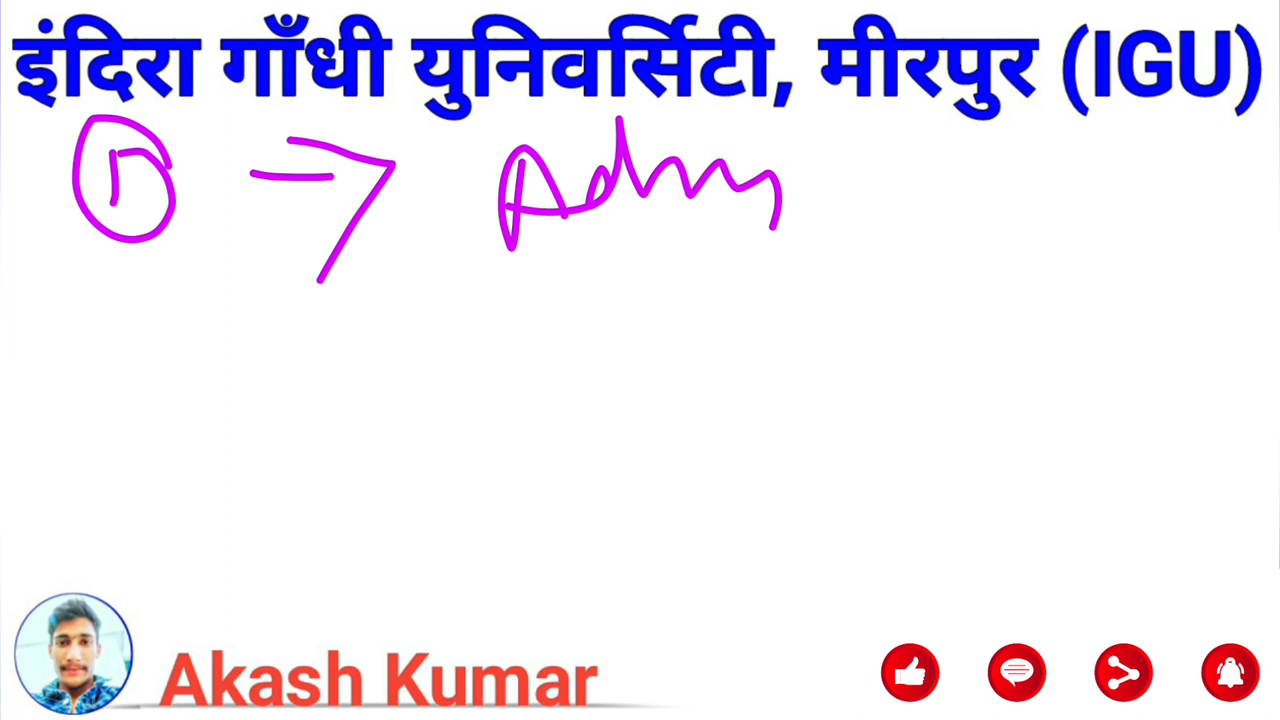 इंदिरा गाँधी युनिवर्सिटी, मीरपुर (IGU)
① → Adm
Akash Kumar